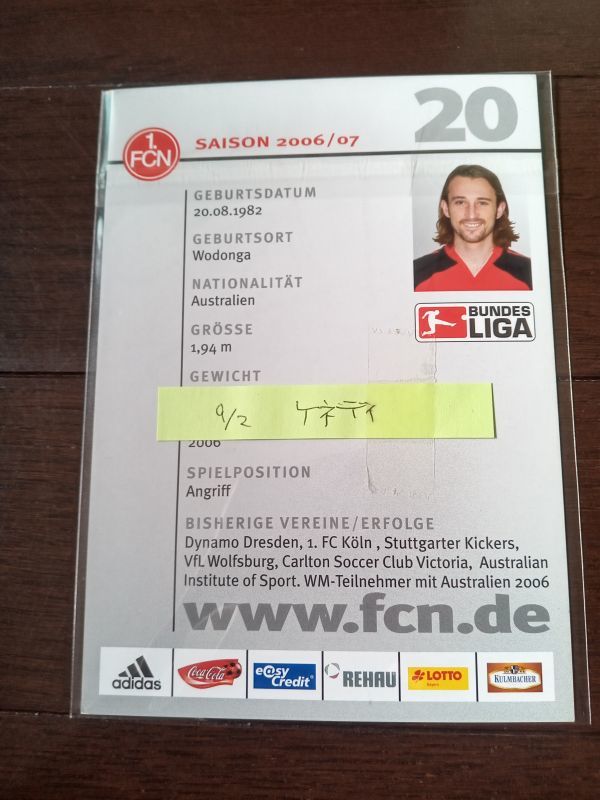 20
1.
FCN
SAISON 2006/07
GEBURTSDATUM
20.08.1982
GEBURTSORT
Wodonga
NATIONALITÄT
Australien
BUNDES
LIGA
GRÖSSE
1,94 m
GEWICHT
9/2 ケネディ
2006
SPIELPOSITION
Angriff
BISHERIGE VEREINE/ERFOLGE
Dynamo Dresden, 1. FC Köln , Stuttgarter Kickers,
VfL Wolfsburg, Carlton Soccer Club Victoria, Australian
Institute of Sport. WM-Teilnehmer mit Australien 2006
www.fcn.de
adidas
Coca-Cola
e@sy Credit
REHAU
LOTTO
Bayern
KULMBACHER